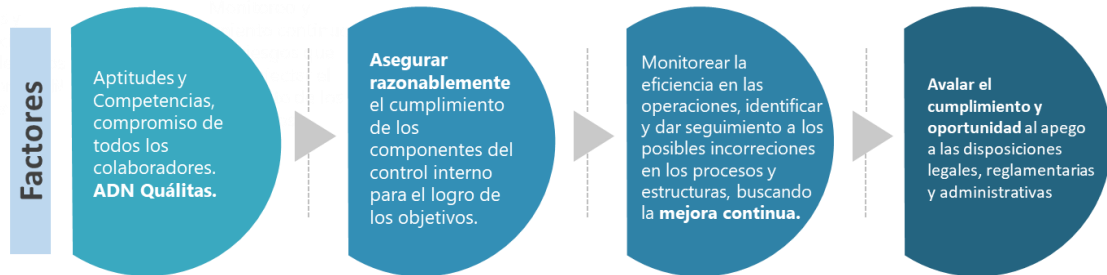 Factores
Aptitudes y
Competencias,
compromiso de
todos los
colaboradores.
ADN Quálitas.
Asegurar
razonablemente
el cumplimiento
de los
componentes del
control interno
para el logro de
los objetivos.
Monitorear la
eficiencia en las
operaciones, identificar
y dar seguimiento a los
posibles incorreciones
en los procesos y
estructuras, buscando
la mejora continua.
Avalar el
cumplimiento y
oportunidad al apego
a las disposiciones
legales, reglamentarias
y administrativas